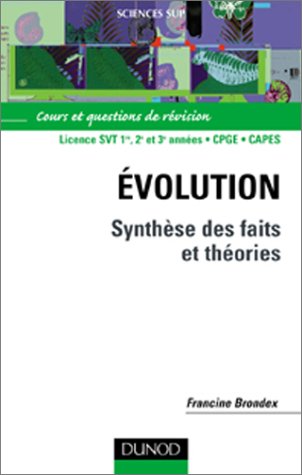 SCIENCES SUP
Cours et questions de révision
Licence SVT 1re, 2e et 3e années • CPGE • CAPES
ÉVOLUTION
Synthèse des faits
et théories
Francine Brondex
DUNOD